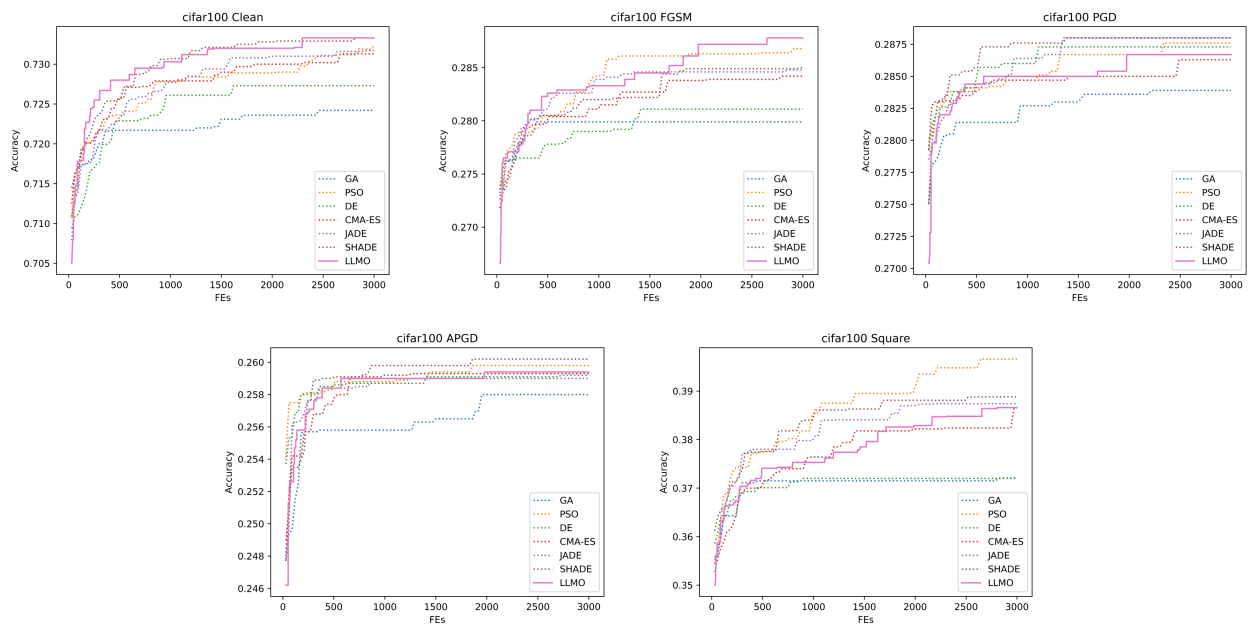 cifar100 Clean
Accuracy
0.730
0.725
0.720
0.715
0.710
0.705
0
500
1000
1500
2000
2500
3000
FEs
GA
PSO
DE
CMA-ES
JADE
SHADE
LLMO
cifar100 FGSM
Accuracy
0.285
0.280
0.275
0.270
0
500
1000
1500
2000
2500
3000
FEs
GA
PSO
DE
CMA-ES
JADE
SHADE
LLMO
cifar100 PGD
Accuracy
0.2875
0.2850
0.2825
0.2800
0.2775
0.2750
0.2725
0.2700
0
500
1000
1500
2000
2500
3000
FEs
GA
PSO
DE
CMA-ES
JADE
SHADE
LLMO
cifar100 APGD
Accuracy
0.260
0.258
0.256
0.254
0.252
0.250
0.248
0.246
0
500
1000
1500
2000
2500
3000
FEs
GA
PSO
DE
CMA-ES
JADE
SHADE
LLMO
cifar100 Square
Accuracy
0.39
0.38
0.37
0.36
0.35
0
500
1000
1500
2000
2500
3000
FEs
GA
PSO
DE
CMA-ES
JADE
SHADE
LLMO